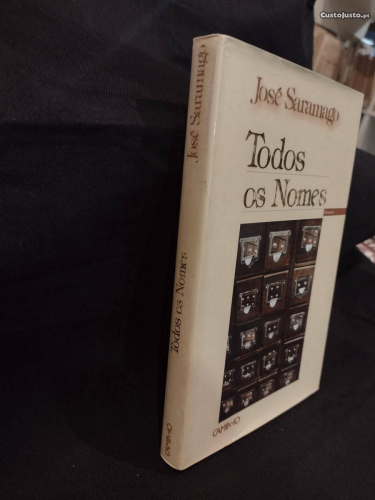 CustoJusto.pt
José Saramago
Todos
os Nomes
CAMINHO
José Saramago
Todos os Nomes
CAMINHO